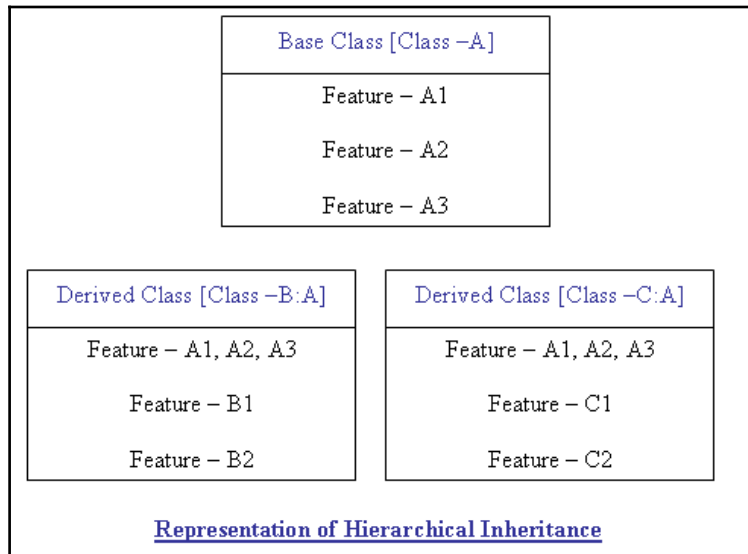 Base Class [Class –A]
Feature – A1
Feature – A2
Feature – A3
Derived Class [Class –B:A]
Feature – A1, A2, A3
Feature – B1
Feature – B2
Derived Class [Class –C:A]
Feature – A1, A2, A3
Feature – C1
Feature – C2
Representation of Hierarchical Inheritance